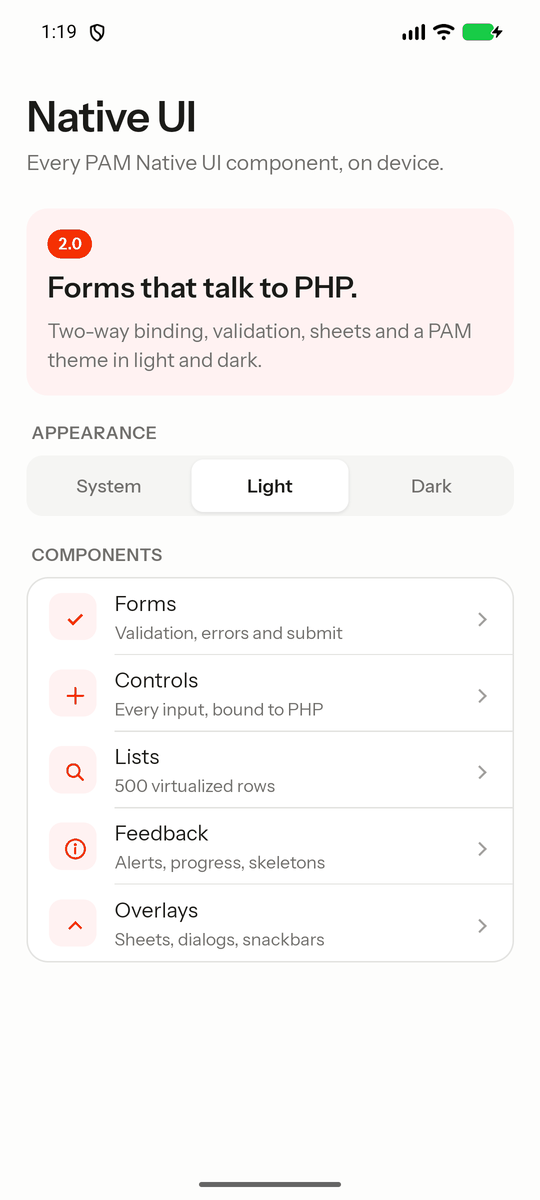 1:19
Native UI
Every PAM Native UI component, on device.
2.0
Forms that talk to PHP.
Two-way binding, validation, sheets and a PAM
theme in light and dark.
APPEARANCE
System
Light
Dark
COMPONENTS
Forms
Validation, errors and submit
Controls
Every input, bound to PHP
Lists
500 virtualized rows
Feedback
Alerts, progress, skeletons
Overlays
Sheets, dialogs, snackbars